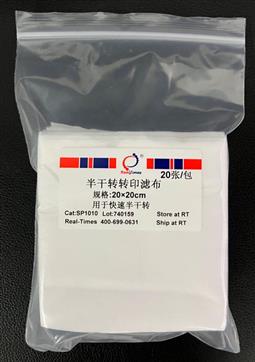 RealTimes
20张/包
半干转转印滤布
规格:20×20cm
用于快速半干转
Cat:SP1010 Lot:740159 Store at RT
Real-Times 400-699-0631 Ship at RT